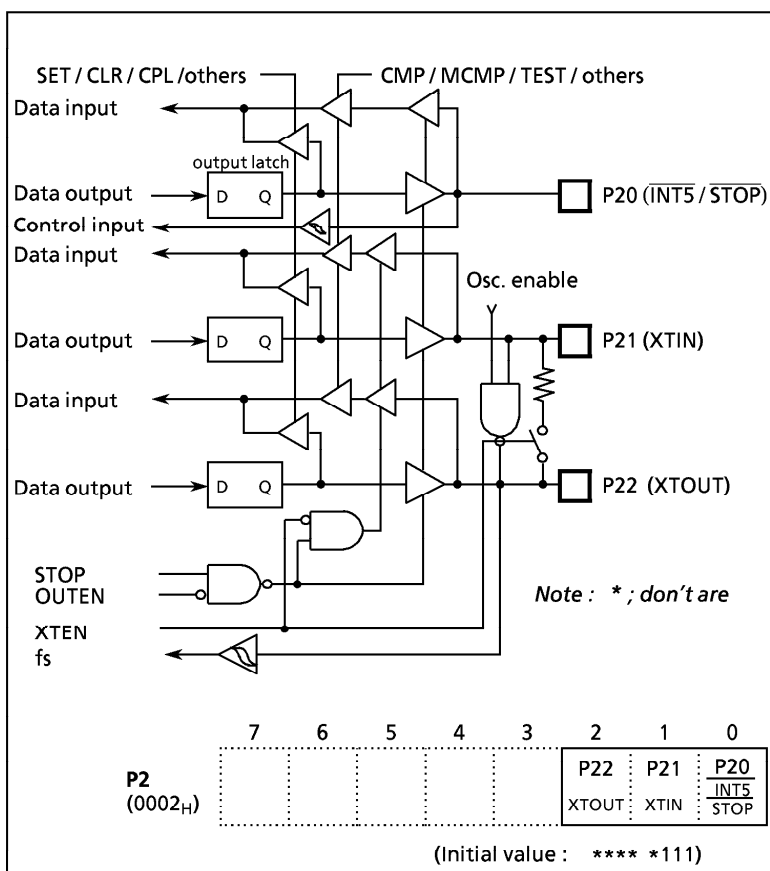 SET / CLR / CPL /others
CMP / MCMP / TEST / others
Data input
output latch
Data output
D Q
P20 (INT5 / STOP)
Control input
Data input
Osc. enable
Data output
D Q
P21 (XTIN)
Data input
Data output
D Q
P22 (XTOUT)
STOP
OUTEN
Note : * ; don't are
XTEN
fs
7 6 5 4 3 2 1 0
P2
(0002H)
P22 P21 P20
XTOUT XTIN INT5
STOP
(Initial value : **** *111)